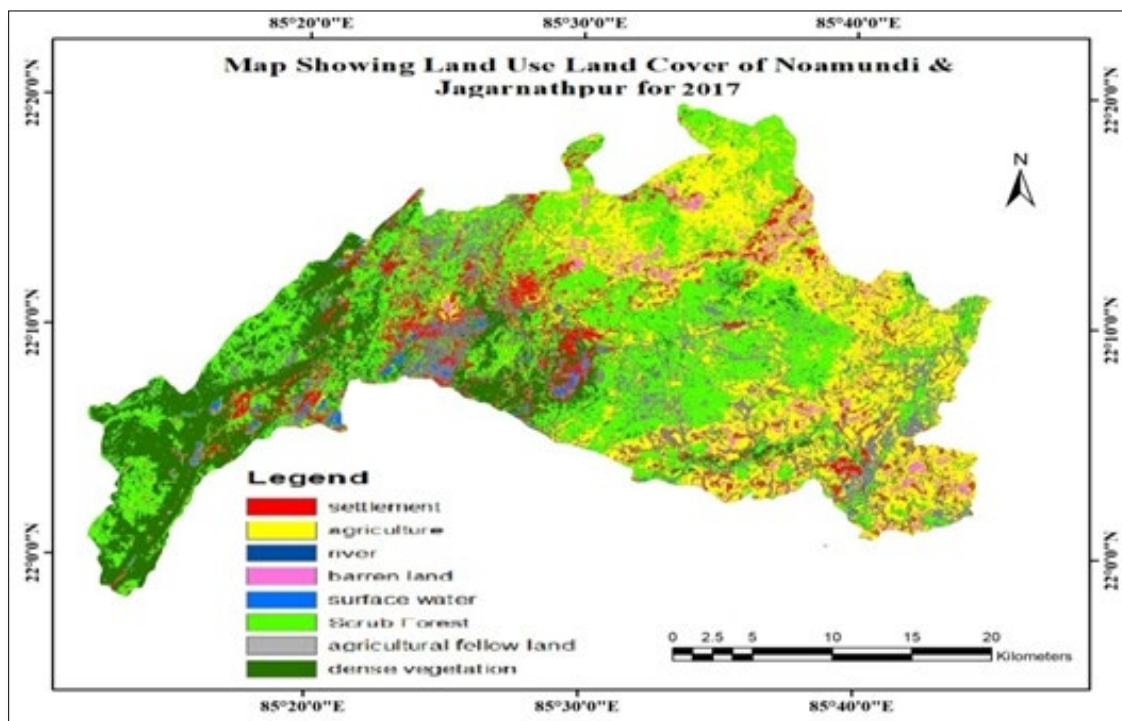 85°20'0"E 85°30'0"E 85°40'0"E
Map Showing Land Use Land Cover of Noamundi &
Jagarnathpur for 2017
22°20'0"N 22°20'0"N
N
22°10'0"N 22°10'0"N
Legend
settlement
agriculture
river
barren land
surface water
Scrub Forest
agricultural fellow land
dense vegetation
22°0'0"N 22°0'0"N
0 2.5 5 10 15 20
Kilometers
85°20'0"E 85°30'0"E 85°40'0"E